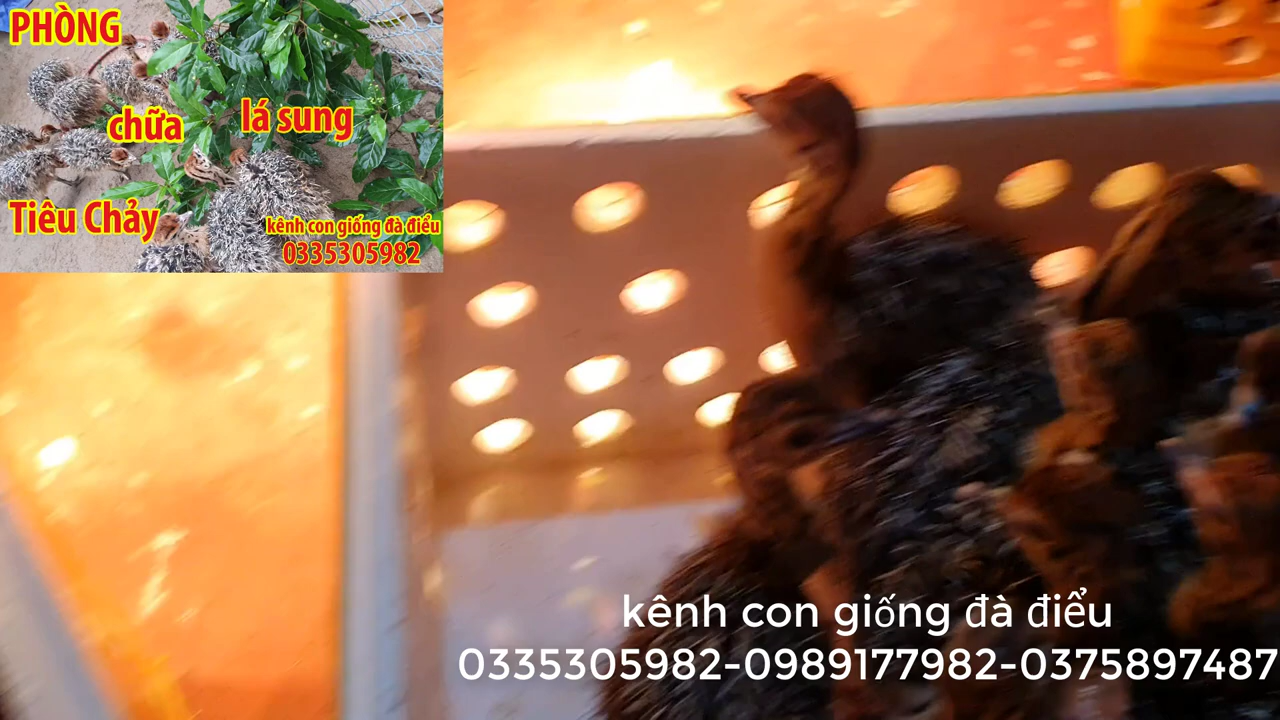 PHÒNG
chữa
lá sung
Tiêu Chảy
kênh con giống đà điểu
0335305982
kênh con giống đà điểu
0335305982-0989177982-0375897487